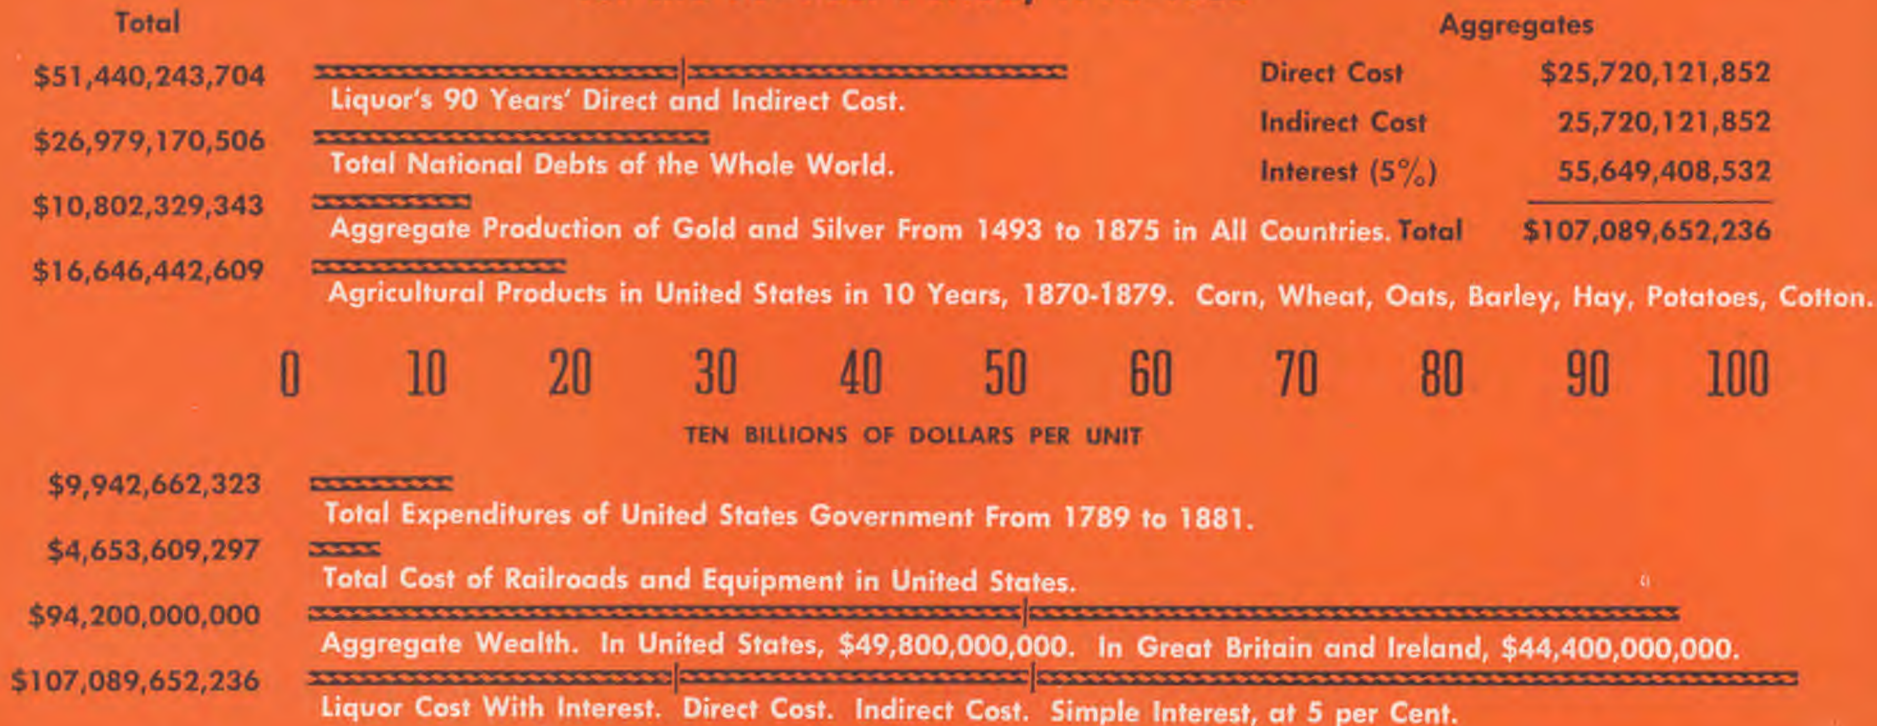 Total
$51,440,243,704
Liquor's 90 Years' Direct and Indirect Cost.
$26,979,170,506
Total National Debts of the Whole World.
$10,802,329,343
Aggregate Production of Gold and Silver From 1493 to 1875 in All Countries.
$16,646,442,609
Agricultural Products in United States in 10 Years, 1870-1879. Corn, Wheat, Oats, Barley, Hay, Potatoes, Cotton.
Aggregates
Direct Cost $25,720,121,852
Indirect Cost 25,720,121,852
Interest (5%) 55,649,408,532
Total $107,089,652,236
0 10 20 30 40 50 60 70 80 90 100
TEN BILLIONS OF DOLLARS PER UNIT
$9,942,662,323
Total Expenditures of United States Government From 1789 to 1881.
$4,653,609,297
Total Cost of Railroads and Equipment in United States.
$94,200,000,000
Aggregate Wealth. In United States, $49,800,000,000. In Great Britain and Ireland, $44,400,000,000.
$107,089,652,236
Liquor Cost With Interest. Direct Cost. Indirect Cost. Simple Interest, at 5 per Cent.